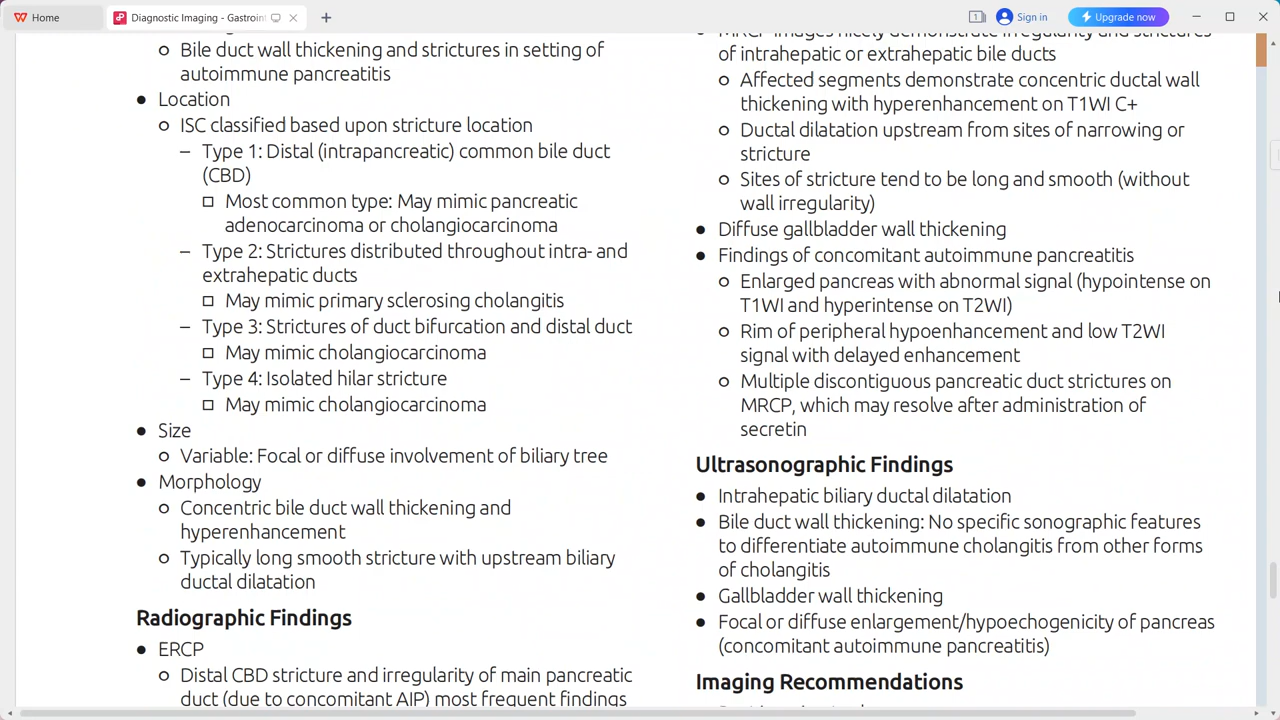 Home
Diagnostic Imaging - Gastroin
1
Sign in
Upgrade now
○ Bile duct wall thickening and strictures in setting of
autoimmune pancreatitis
● Location
○ ISC classified based upon stricture location
– Type 1: Distal (intrapancreatic) common bile duct
(CBD)
□ Most common type: May mimic pancreatic
adenocarcinoma or cholangiocarcinoma
– Type 2: Strictures distributed throughout intra- and
extrahepatic ducts
□ May mimic primary sclerosing cholangitis
– Type 3: Strictures of duct bifurcation and distal duct
□ May mimic cholangiocarcinoma
– Type 4: Isolated hilar stricture
□ May mimic cholangiocarcinoma
● Size
○ Variable: Focal or diffuse involvement of biliary tree
● Morphology
○ Concentric bile duct wall thickening and
hyperenhancement
○ Typically long smooth stricture with upstream biliary
ductal dilatation
Radiographic Findings
● ERCP
○ Distal CBD stricture and irregularity of main pancreatic
duct (due to concomitant AIP) most frequent findings
MRCP images nicely demonstrate irregularity and strictures
of intrahepatic or extrahepatic bile ducts
○ Affected segments demonstrate concentric ductal wall
thickening with hyperenhancement on T1WI C+
○ Ductal dilatation upstream from sites of narrowing or
stricture
○ Sites of stricture tend to be long and smooth (without
wall irregularity)
● Diffuse gallbladder wall thickening
● Findings of concomitant autoimmune pancreatitis
○ Enlarged pancreas with abnormal signal (hypointense on
T1WI and hyperintense on T2WI)
○ Rim of peripheral hypoenhancement and low T2WI
signal with delayed enhancement
○ Multiple discontiguous pancreatic duct strictures on
MRCP, which may resolve after administration of
secretin
Ultrasonographic Findings
● Intrahepatic biliary ductal dilatation
● Bile duct wall thickening: No specific sonographic features
to differentiate autoimmune cholangitis from other forms
of cholangitis
● Gallbladder wall thickening
● Focal or diffuse enlargement/hypoechogenicity of pancreas
(concomitant autoimmune pancreatitis)
Imaging Recommendations